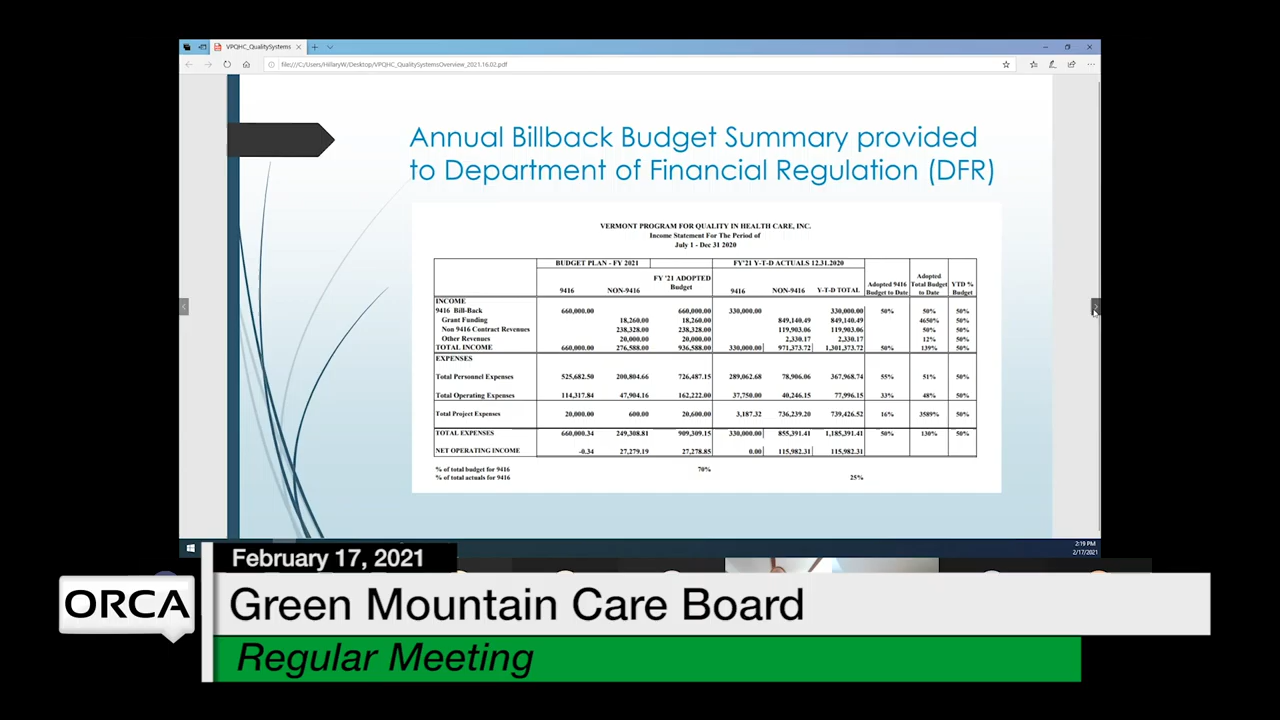 VPQHC_QualitySystems
file:///C:/Users/HillaryW/Desktop/VPQHC_QualitySystemsOverview_2021.16.02.pdf
Annual Billback Budget Summary provided
to Department of Financial Regulation (DFR)
VERMONT PROGRAM FOR QUALITY IN HEALTH CARE, INC.
Income Statement For The Period of
July 1 - Dec 31 2020
BUDGET PLAN - FY 2021 FY'21 Y-T-D ACTUALS 12.31.2020
9416 NON-9416 FY '21 ADOPTED Budget 9416 NON-9416 Y-T-D TOTAL Adopted 9416 Budget to Date Adopted Total Budget to Date YTD % Budget
INCOME
9416 Bill-Back 660,000.00 660,000.00 330,000.00 330,000.00 50% 50% 50%
Grant Funding 18,260.00 18,260.00 849,140.49 849,140.49 4650% 50%
Non 9416 Contract Revenues 238,328.00 238,328.00 119,903.06 119,903.06 50% 50%
Other Revenues 20,000.00 20,000.00 2,330.17 2,330.17 12% 50%
TOTAL INCOME 660,000.00 276,588.00 936,588.00 330,000.00 971,373.72 1,301,373.72 50% 139% 50%
EXPENSES
Total Personnel Expenses 525,682.50 200,804.66 726,487.15 289,062.68 78,906.06 367,968.74 55% 51% 50%
Total Operating Expenses 114,317.84 47,904.16 162,222.00 37,750.00 40,246.15 77,996.15 33% 48% 50%
Total Project Expenses 20,000.00 600.00 20,600.00 3,187.32 736,239.20 739,426.52 16% 3589% 50%
TOTAL EXPENSES 660,000.34 249,308.81 909,309.15 330,000.00 855,391.41 1,185,391.41 50% 130% 50%
NET OPERATING INCOME -0.34 27,279.19 27,278.85 0.00 115,982.31 115,982.31
% of total budget for 9416 70%
% of total actuals for 9416 25%
2:19 PM
2/17/2021
February 17, 2021
ORCA
Green Mountain Care Board
Regular Meeting